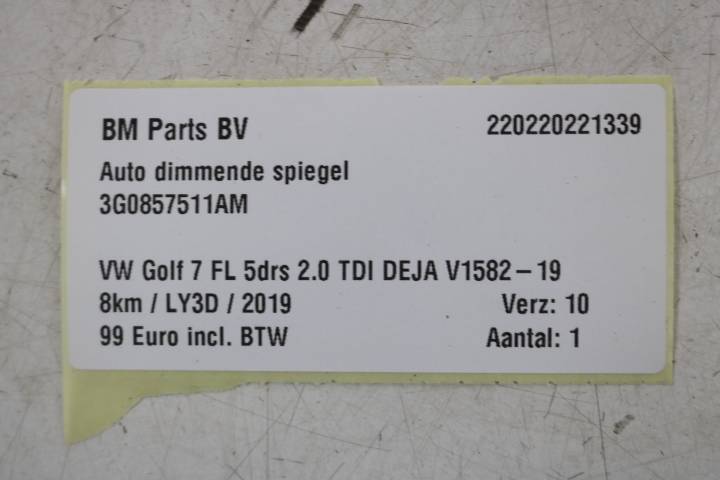 BM Parts BV 220220221339
Auto dimmende spiegel
3G0857511AM
VW Golf 7 FL 5drs 2.0 TDI DEJA V1582 – 19
8km / LY3D / 2019 Verz: 10
99 Euro incl. BTW Aantal: 1